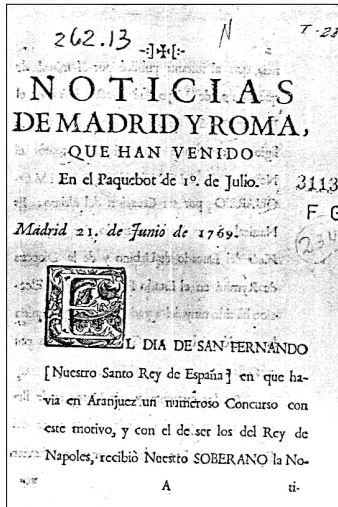 262.13
N
T-23
-:]✠[:-
NOTICIAS
DE MADRID Y ROMA,
QUE HAN VENIDO
En el Paquebot de 1º. de Julio.
3113
F G
Madrid 21. de Junio de 1769.
234
EL DIA DE SAN FERNANDO
[Nuestro Santo Rey de España] en que ha-
via en Aranjuez un numeroso Concurso con
este motivo, y con el de ser los del Rey de
Napoles, recibiò Nuestro SOBERANO la No-
A
ti-